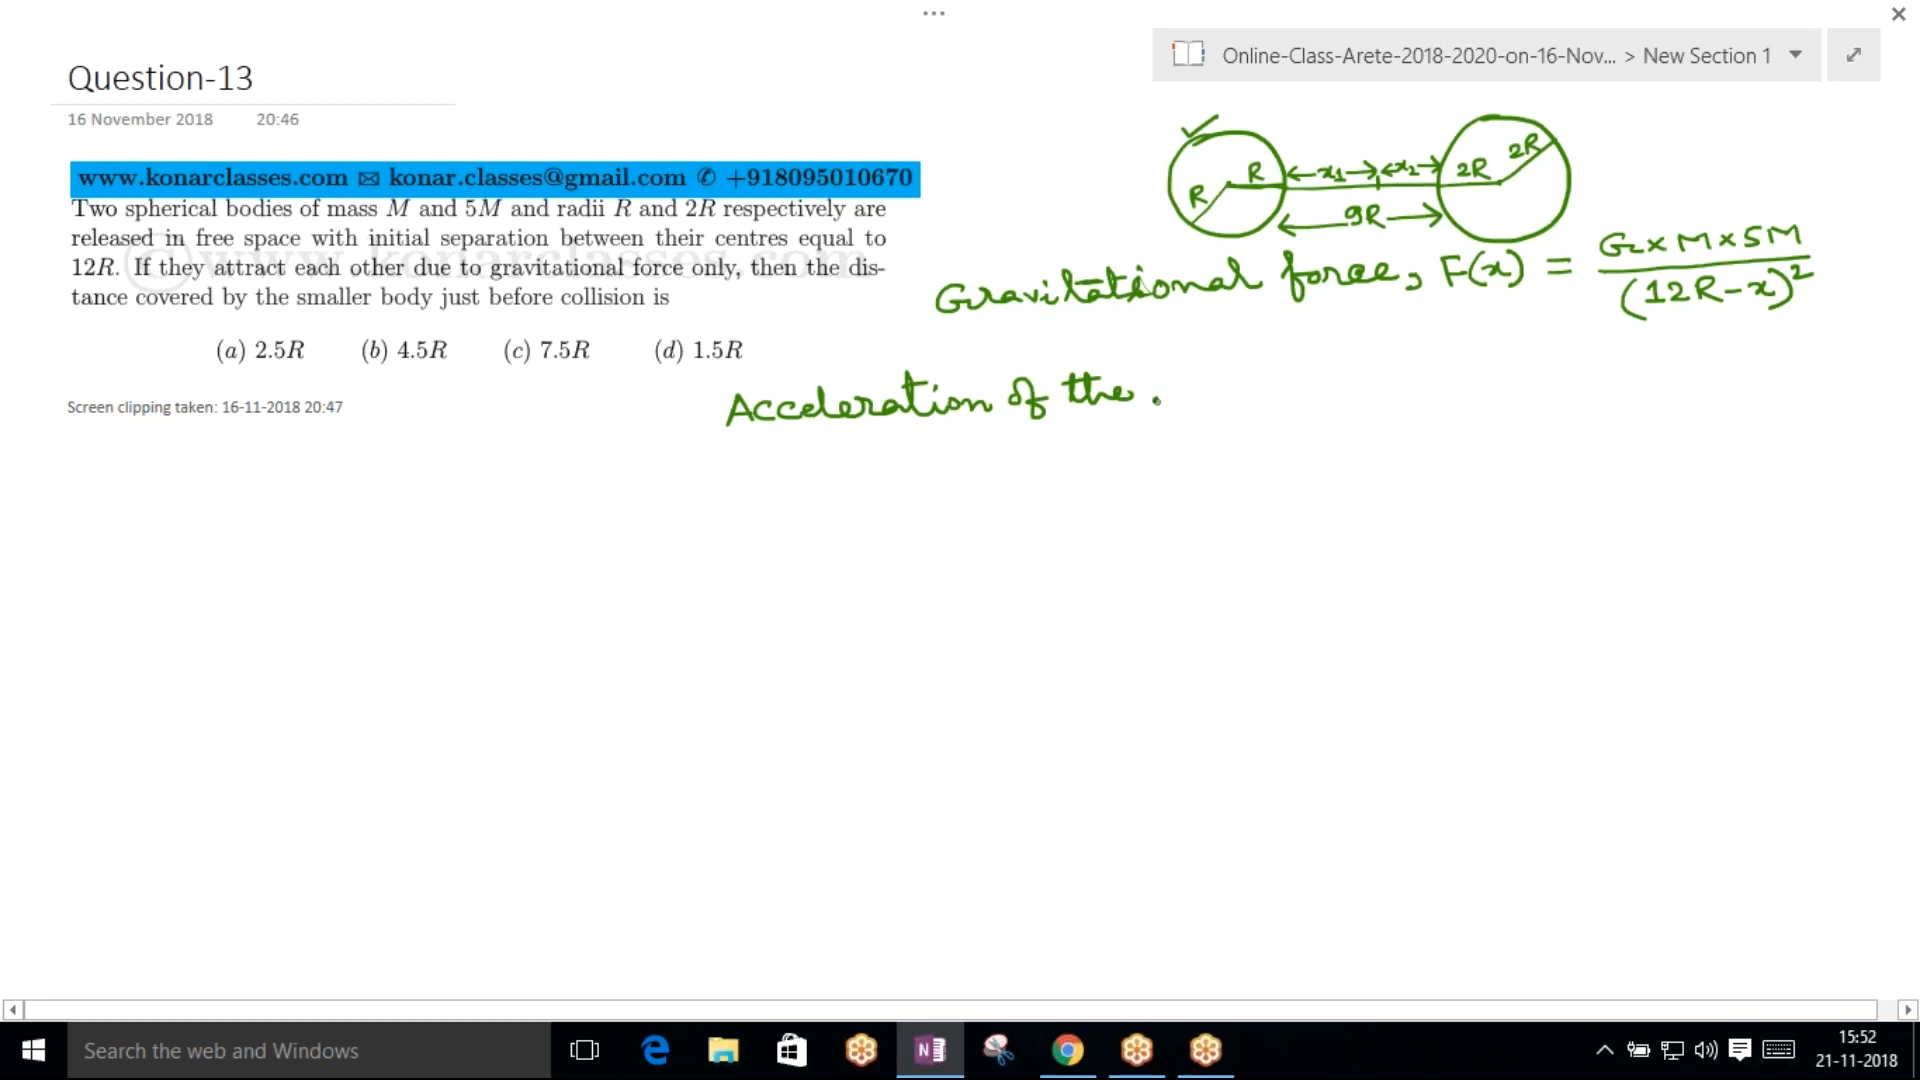 ...
Online-Class-Arete-2018-2020-on-16-Nov... > New Section 1
Question-13
16 November 2018 20:46
www.konarclasses.com ✉ konar.classes@gmail.com ✆ +918095010670
Two spherical bodies of mass M and 5M and radii R and 2R respectively are
released in free space with initial separation between their centres equal to
12R. If they attract each other due to gravitational force only, then the dis-
tance covered by the smaller body just before collision is
(a) 2.5R (b) 4.5R (c) 7.5R (d) 1.5R
Screen clipping taken: 16-11-2018 20:47
© www.konarclasses.com
R R x1 x2 2R 2R
9R
Gravitational force, F(x) = G×M×5M / (12R-x)²
Acceleration of the .
Search the web and Windows
15:52
21-11-2018